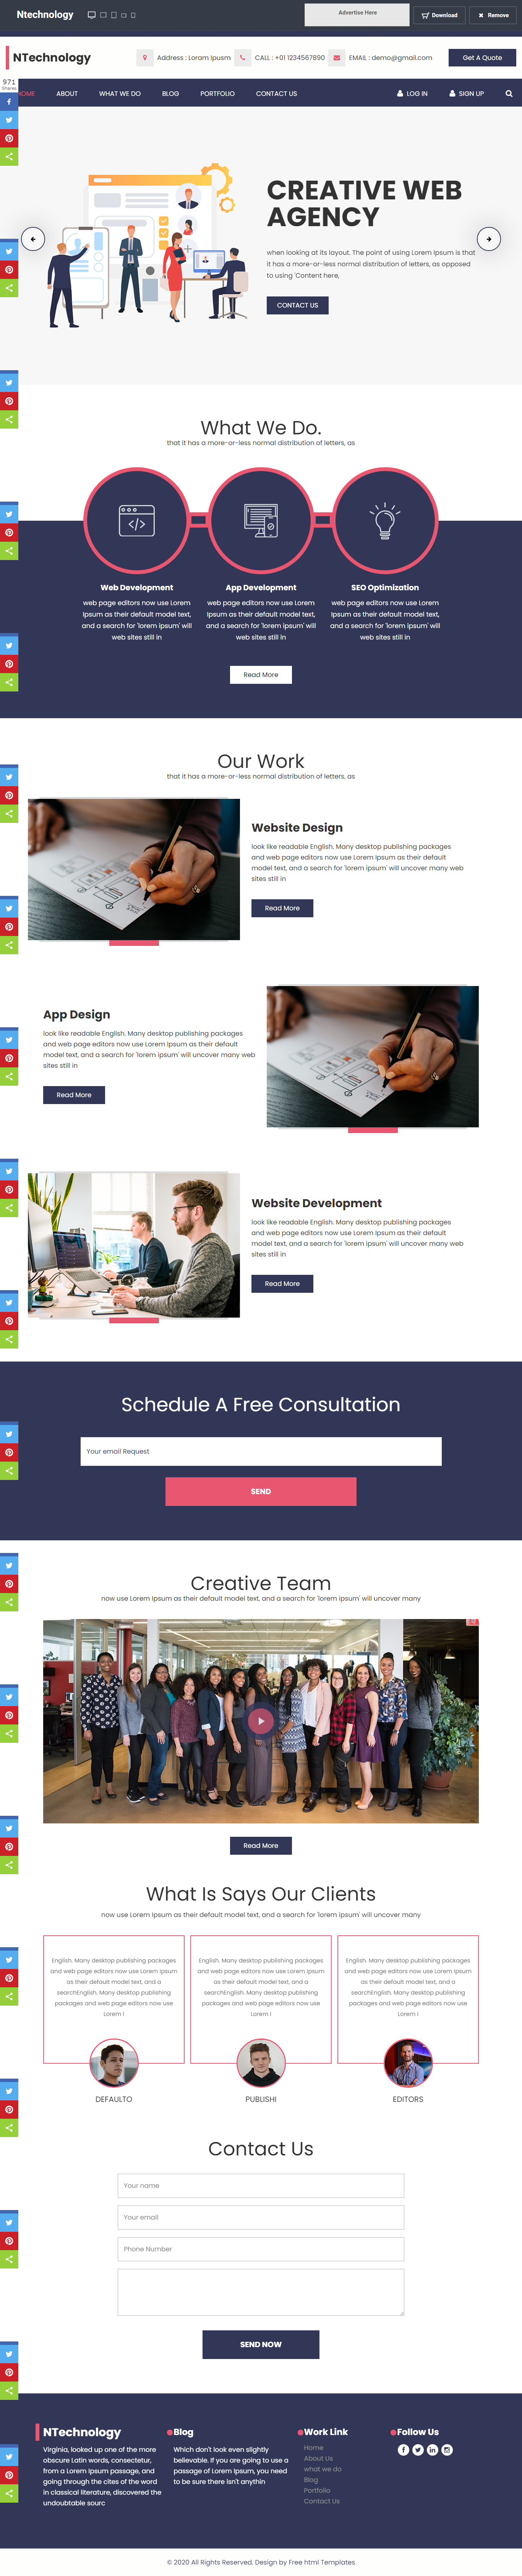 Ntechnology
Advertise Here
Download
Remove
NTechnology
Address : Loram Ipusm
CALL : +01 1234567890
EMAIL : demo@gmail.com
Get A Quote
971
Shares
HOME
ABOUT
WHAT WE DO
BLOG
PORTFOLIO
CONTACT US
LOG IN
SIGN UP
CREATIVE WEB
AGENCY
when looking at its layout. The point of using Lorem Ipsum is that
it has a more-or-less normal distribution of letters, as opposed
to using 'Content here,
CONTACT US
What We Do.
that it has a more-or-less normal distribution of letters, as
Web Development
web page editors now use Lorem
Ipsum as their default model text,
and a search for 'lorem ipsum' will
web sites still in
App Development
web page editors now use Lorem
Ipsum as their default model text,
and a search for 'lorem ipsum' will
web sites still in
SEO Optimization
web page editors now use Lorem
Ipsum as their default model text,
and a search for 'lorem ipsum' will
web sites still in
Read More
Our Work
that it has a more-or-less normal distribution of letters, as
Website Design
look like readable English. Many desktop publishing packages
and web page editors now use Lorem Ipsum as their default
model text, and a search for 'lorem ipsum' will uncover many web
sites still in
Read More
App Design
look like readable English. Many desktop publishing packages
and web page editors now use Lorem Ipsum as their default
model text, and a search for 'lorem ipsum' will uncover many web
sites still in
Read More
Website Development
look like readable English. Many desktop publishing packages
and web page editors now use Lorem Ipsum as their default
model text, and a search for 'lorem ipsum' will uncover many web
sites still in
Read More
Schedule A Free Consultation
Your email Request
SEND
Creative Team
now use Lorem Ipsum as their default model text, and a search for 'lorem ipsum' will uncover many
Read More
What Is Says Our Clients
now use Lorem Ipsum as their default model text, and a search for 'lorem ipsum' will uncover many
English. Many desktop publishing packages
and web page editors now use Lorem Ipsum
as their default model text, and a
searchEnglish. Many desktop publishing
packages and web page editors now use
Lorem I
DEFAULTO
English. Many desktop publishing packages
and web page editors now use Lorem Ipsum
as their default model text, and a
searchEnglish. Many desktop publishing
packages and web page editors now use
Lorem I
PUBLISHI
English. Many desktop publishing packages
and web page editors now use Lorem Ipsum
as their default model text, and a
searchEnglish. Many desktop publishing
packages and web page editors now use
Lorem I
EDITORS
Contact Us
Your name
Your email
Phone Number
SEND NOW
NTechnology
Virginia, looked up one of the more
obscure Latin words, consectetur,
from a Lorem Ipsum passage, and
going through the cites of the word
in classical literature, discovered the
undoubtable sourc
Blog
Which don't look even slightly
believable. If you are going to use a
passage of Lorem Ipsum, you need
to be sure there isn't anythin
Work Link
Home
About Us
what we do
Blog
Portfolio
Contact Us
Follow Us
© 2020 All Rights Reserved. Design by Free html Templates